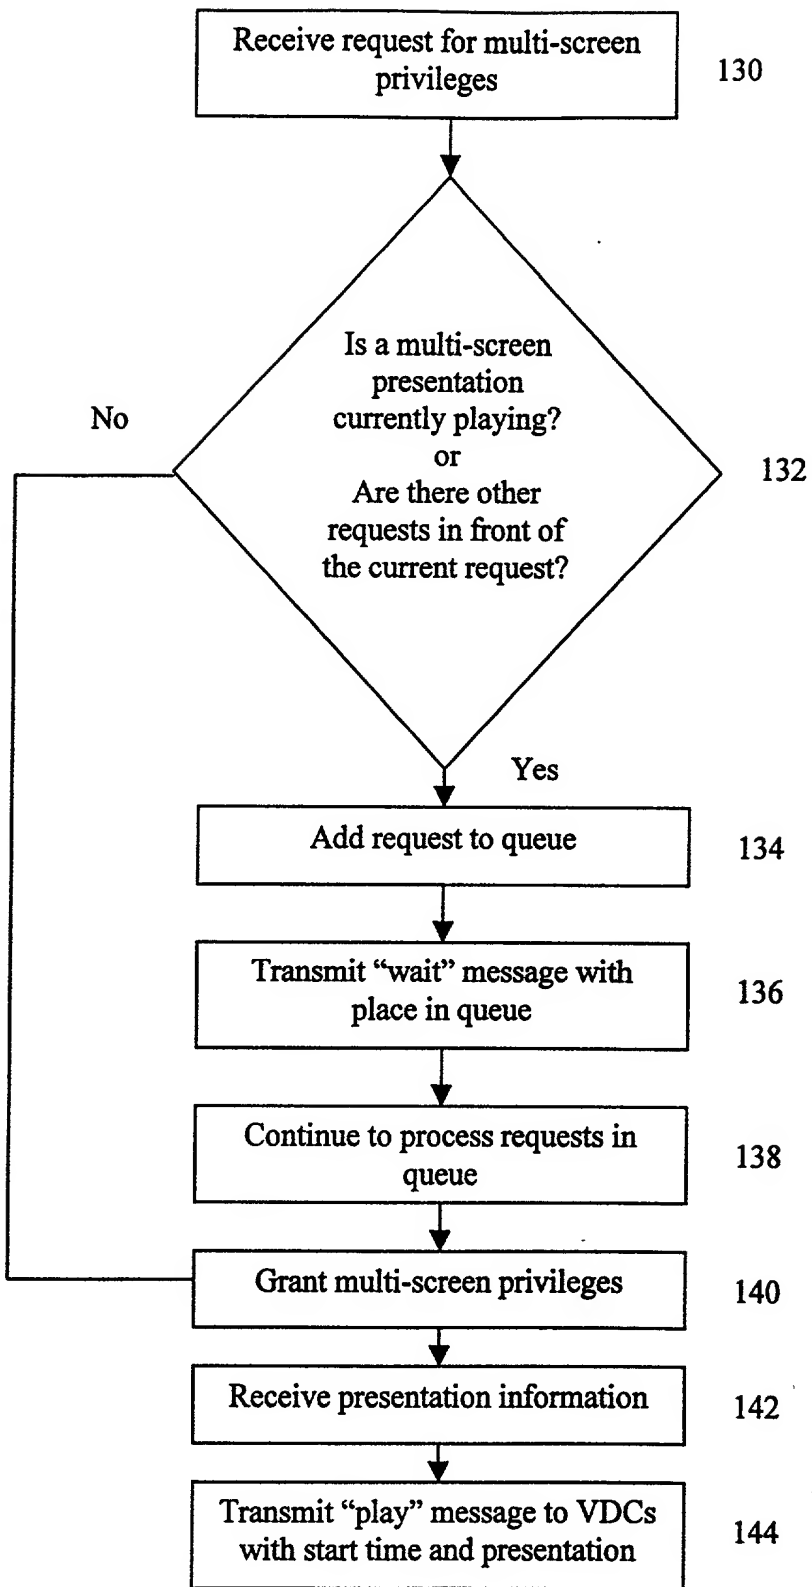 Receive request for multi-screen
privileges
130
Is a multi-screen
presentation
currently playing?
or
Are there other
requests in front of
the current request?
No
132
Yes
Add request to queue
134
Transmit “wait” message with
place in queue
136
Continue to process requests in
queue
138
Grant multi-screen privileges
140
Receive presentation information
142
Transmit “play” message to VDCs
with start time and presentation
144